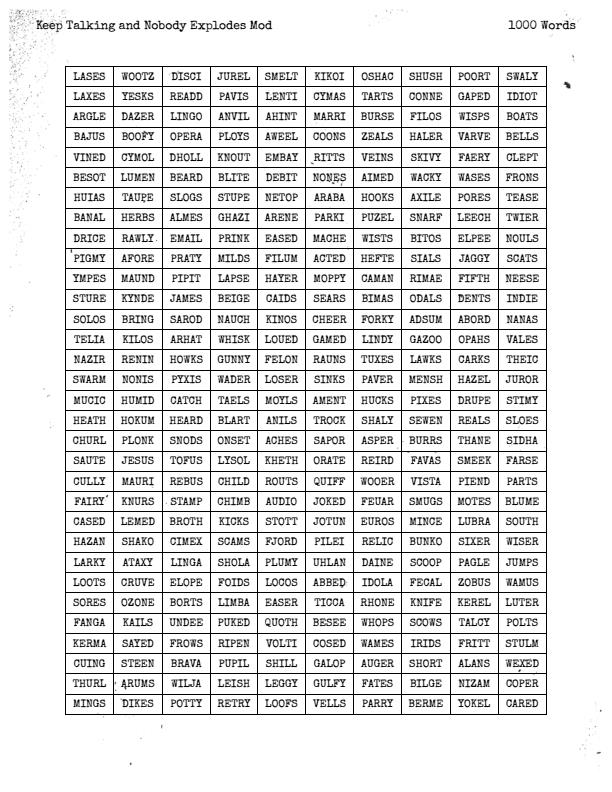 Keep Talking and Nobody Explodes Mod 1000 Words
LASES WOOTZ DISCI JUREL SMELT KIKOI OSHAC SHUSH POORT SWALY
LAXES YESKS READD PAVIS LENTI CYMAS TARTS CONNE GAPED IDIOT
ARGLE DAZER LINGO ANVIL AHINT MARRI BURSE FILOS WISPS BOATS
BAJUS BOOFY OPERA PLOYS AWEEL COONS ZEALS HALER VARVE BELLS
VINED CYMOL DHOLL KNOUT EMBAY RITTS VEINS SKIVY FAERY CLEPT
BESOT LUMEN BEARD BLITE DEBIT NONES AIMED WACKY WASES FRONS
HUIAS TAUPE SLOGS STUPE NETOP ARABA HOOKS AXILE PORES TEASE
BANAL HERBS ALMES GHAZI ARENE PARKI PUZEL SNARF LEECH TWIER
DRICE RAWLY EMAIL PRINK EASED MACHE WISTS BITOS ELPEE NOULS
PIGMY AFORE PRATY MILDS FILUM ACTED HEFTE SIALS JAGGY SCATS
YMPES MAUND PIPIT LAPSE HAYER MOPPY CAMAN RIMAE FIFTH NEESE
STURE KYNDE JAMES BEIGE CAIDS SEARS BIMAS ODALS DENTS INDIE
SOLOS BRING SAROD NAUCH KINOS CHEER FORKY ADSUM ABORD NANAS
TELIA KILOS ARHAT WHISK LOUED GAMED LINDY GAZOO OPAHS VALES
NAZIR RENIN HOWKS GUNNY FELON RAUNS TUXES LAWKS CARKS THEIC
SWARM NONIS PYXIS WADER LOSER SINKS PAVER MENSH HAZEL JUROR
MUCIC HUMID CATCH TAELS MOYLS AMENT HUCKS PIXES DRUPE STIMY
HEATH HOKUM HEARD BLART ANILS TROCK SHALY SEWEN REALS SLOES
CHURL PLONK SNODS ONSET ACHES SAPOR ASPER BURRS THANE SIDHA
SAUTE JESUS TOFUS LYSOL KHETH ORATE REIRD FAVAS SMEEK FARSE
CULLY MAURI REBUS CHILD ROUTS QUIFF WOOER VISTA PIEND PARTS
FAIRY KNURS STAMP CHIMB AUDIO JOKED FEUAR SMUGS MOTES BLUME
CASED LEMED BROTH KICKS STOTT JOTUN EUROS MINCE LUBRA SOUTH
HAZAN SHAKO CIMEX SCAMS FJORD PILEI RELIC BUNKO SIXER WISER
LARKY ATAXY LINGA SHOLA PLUMY UHLAN DAINE SCOOP PAGLE JUMPS
LOOTS CRUVE ELOPE FOIDS LOCOS ABBED IDOLA FECAL ZOBUS WAMUS
SORES OZONE BORTS LIMBA EASER TICCA RHONE KNIFE KEREL LUTER
FANGA KAILS UNDEE PUKED QUOTH BESEE WHOPS SCOWS TALCY POLTS
KERMA SAYED FROWS RIPEN VOLTI COSED WAMES IRIDS FRITT STULM
CUING STEEN BRAVA PUPIL SHILL GALOP AUGER SHORT ALANS WEXED
THURL ARUMS WILJA LEISH LEGGY GULFY FATES BILGE NIZAM COPER
MINGS DIKES POTTY RETRY LOOFS VELLS PARRY BERME YOKEL CARED